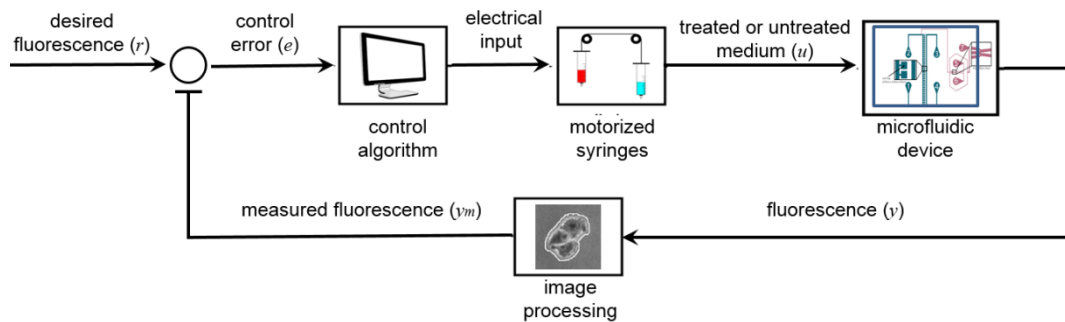 desired
fluorescence (r)
control
error (e)
electrical
input
treated or untreated
medium (u)
control
algorithm
motorized
syringes
microfluidic
device
measured fluorescence (ym)
fluorescence (y)
image
processing